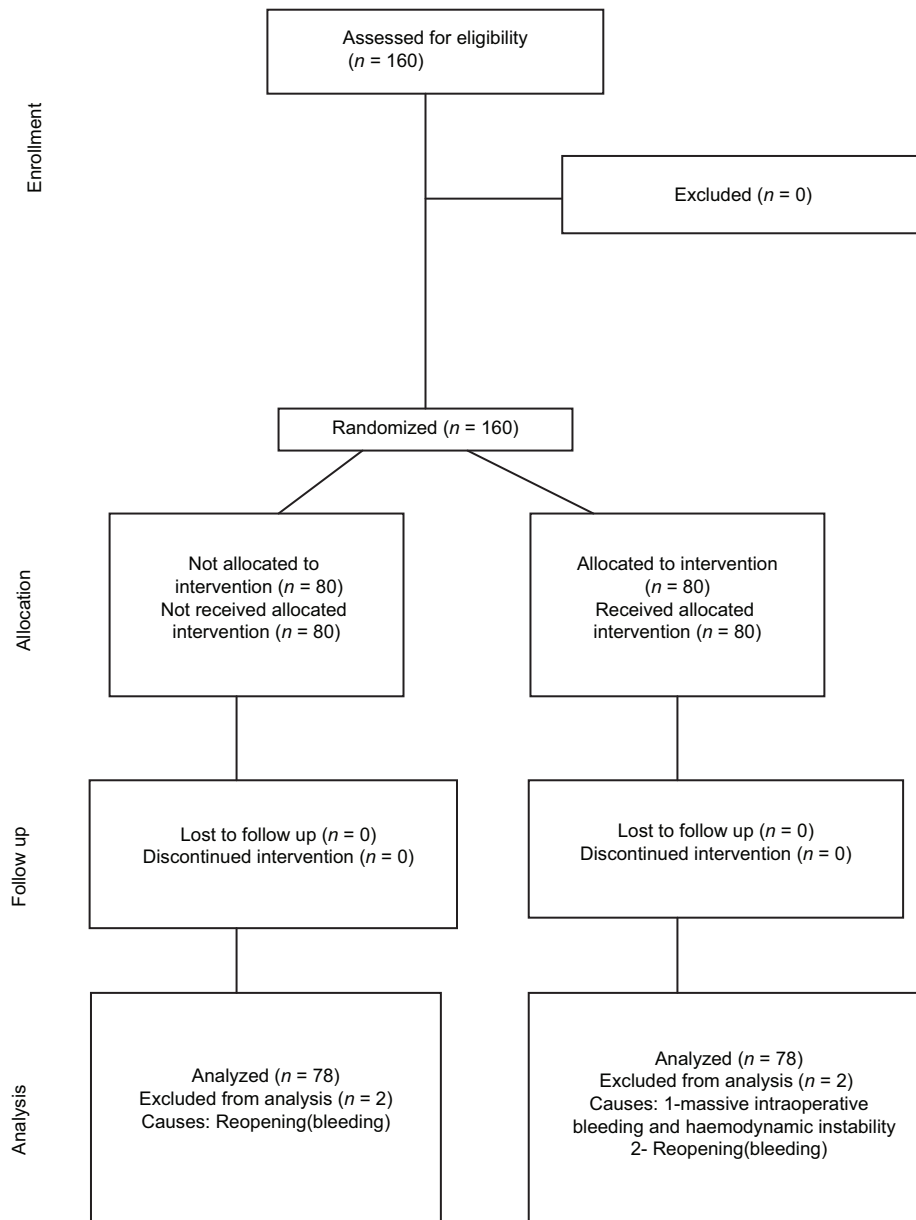 Assessed for eligibility
(n = 160)
Enrollment
Excluded (n = 0)
Randomized (n = 160)
Allocation
Not allocated to
intervention (n = 80)
Not received allocated
intervention (n = 80)
Allocated to intervention
(n = 80)
Received allocated
intervention (n = 80)
Follow up
Lost to follow up (n = 0)
Discontinued intervention (n = 0)
Lost to follow up (n = 0)
Discontinued intervention (n = 0)
Analysis
Analyzed (n = 78)
Excluded from analysis (n = 2)
Causes: Reopening(bleeding)
Analyzed (n = 78)
Excluded from analysis (n = 2)
Causes: 1-massive intraoperative
bleeding and haemodynamic instability
2- Reopening(bleeding)